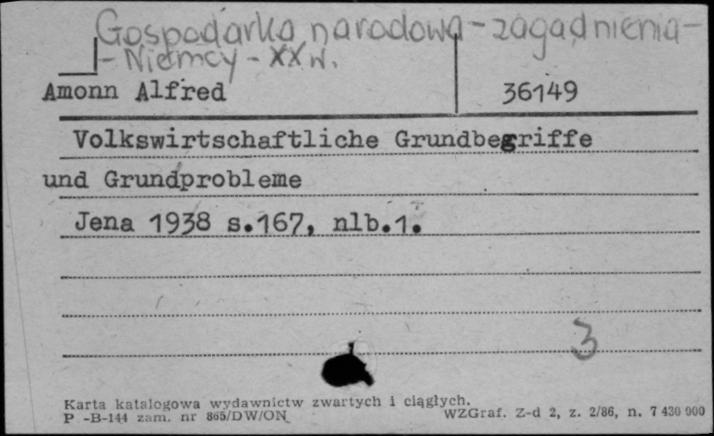 Gospodarka narodowa - zagadnienia -
- Niemcy - XX w.
Amonn Alfred 36149
Volkswirtschaftliche Grundbegriffe
und Grundprobleme
Jena 1938 s.167, nlb.1.
3
Karta katalogowa wydawnictw zwartych i ciągłych.
P -B-144 zam. nr 865/DW/ON WZGraf. Z-d 2, z. 2/86, n. 7 430 000